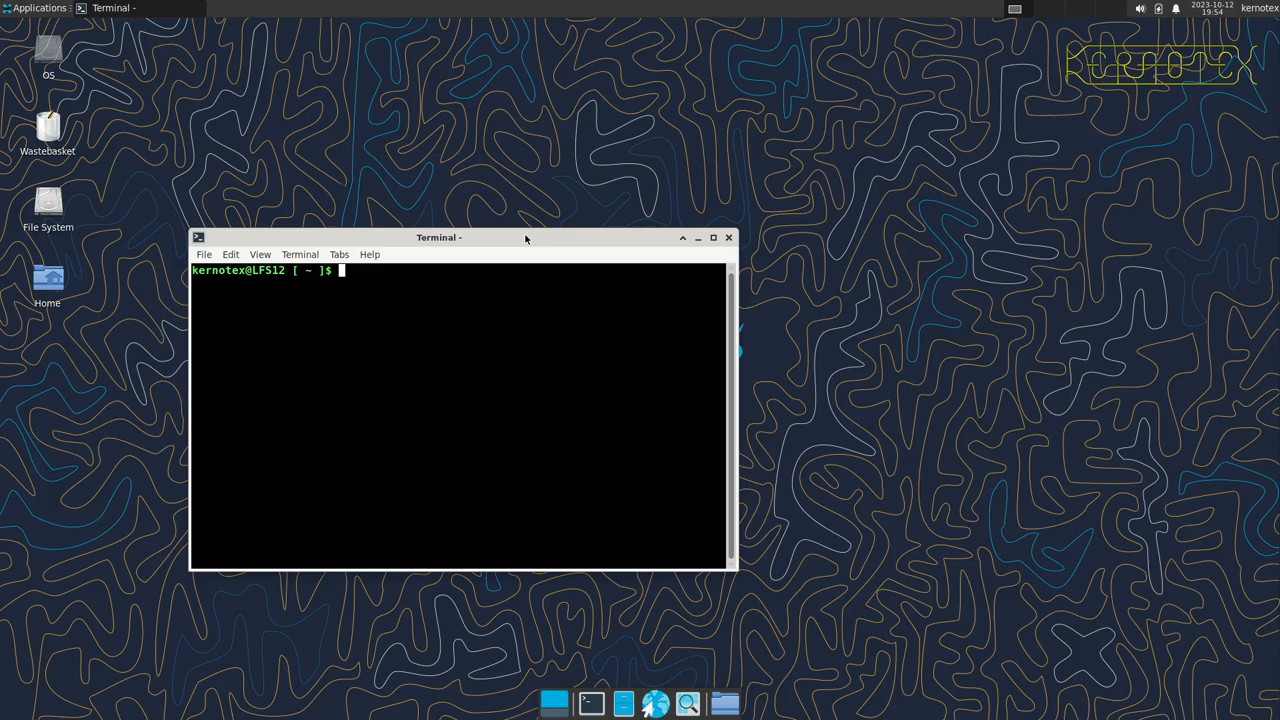 Applications
Terminal -
2023-10-12
19:54
kernotex
KERNOTEX
OS
Wastebasket
File System
Home
Terminal -
File Edit View Terminal Tabs Help
kernotex@LFS12 [ ~ ]$